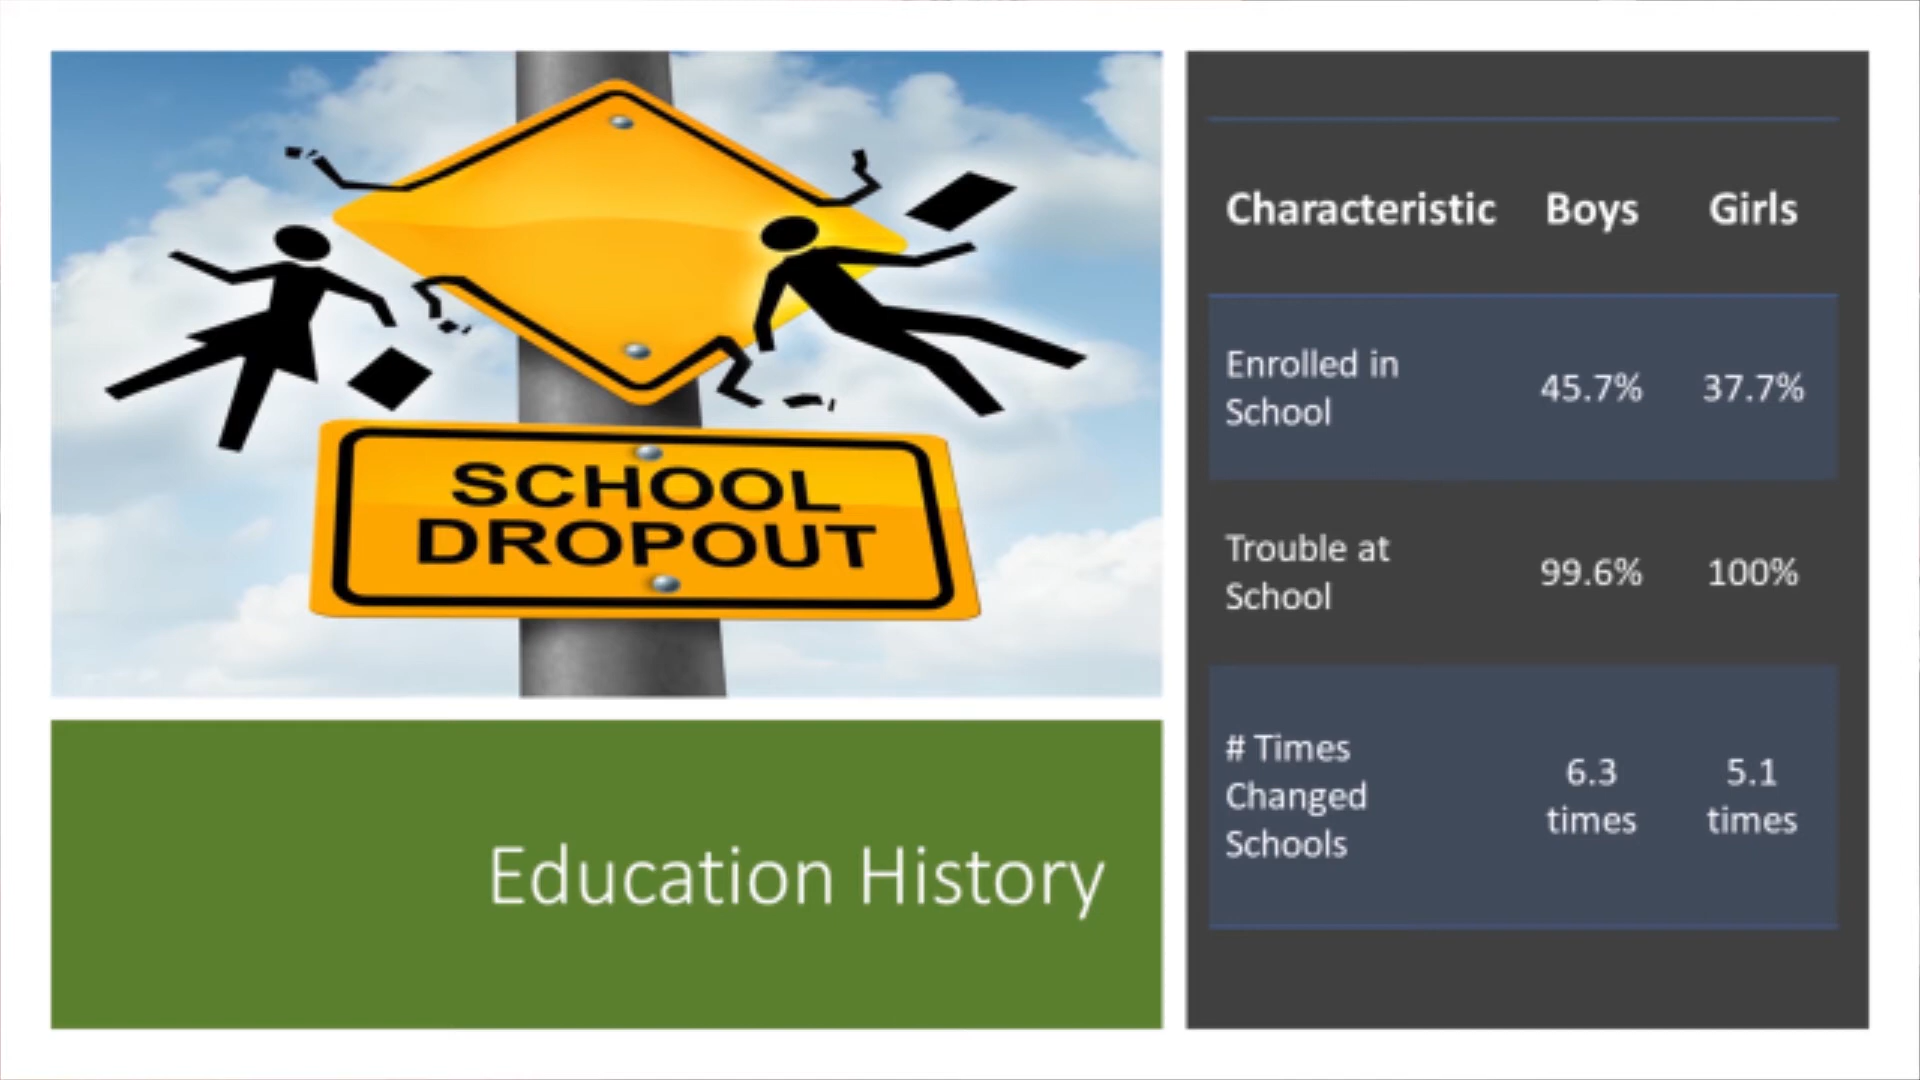 SCHOOL
DROPOUT
Education History
Characteristic Boys Girls
Enrolled in
School
45.7% 37.7%
Trouble at
School
99.6% 100%
# Times
Changed
Schools
6.3
times
5.1
times